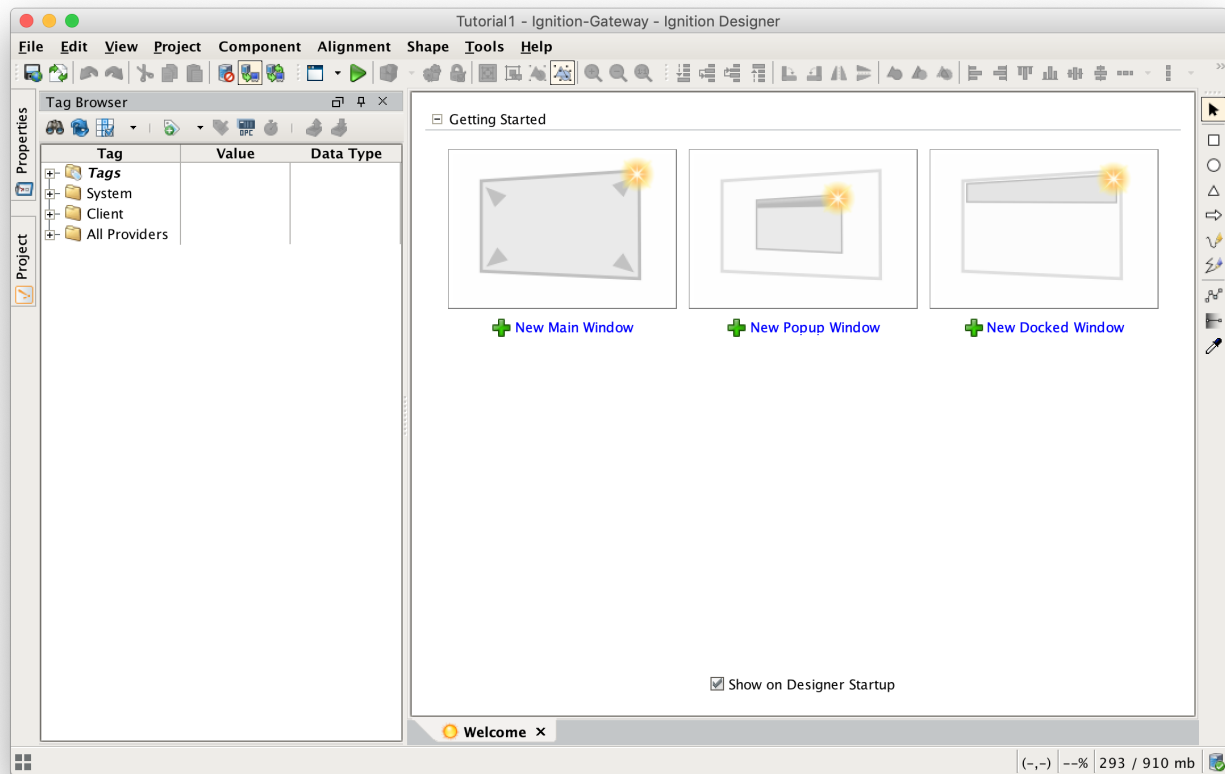 Tutorial1 - Ignition-Gateway - Ignition Designer
File Edit View Project Component Alignment Shape Tools Help
Properties
Project
Tag Browser
OPC
Tag Value Data Type
Tags
System
Client
All Providers
Getting Started
New Main Window New Popup Window New Docked Window
Show on Designer Startup
Welcome
(-,-) --% 293 / 910 mb